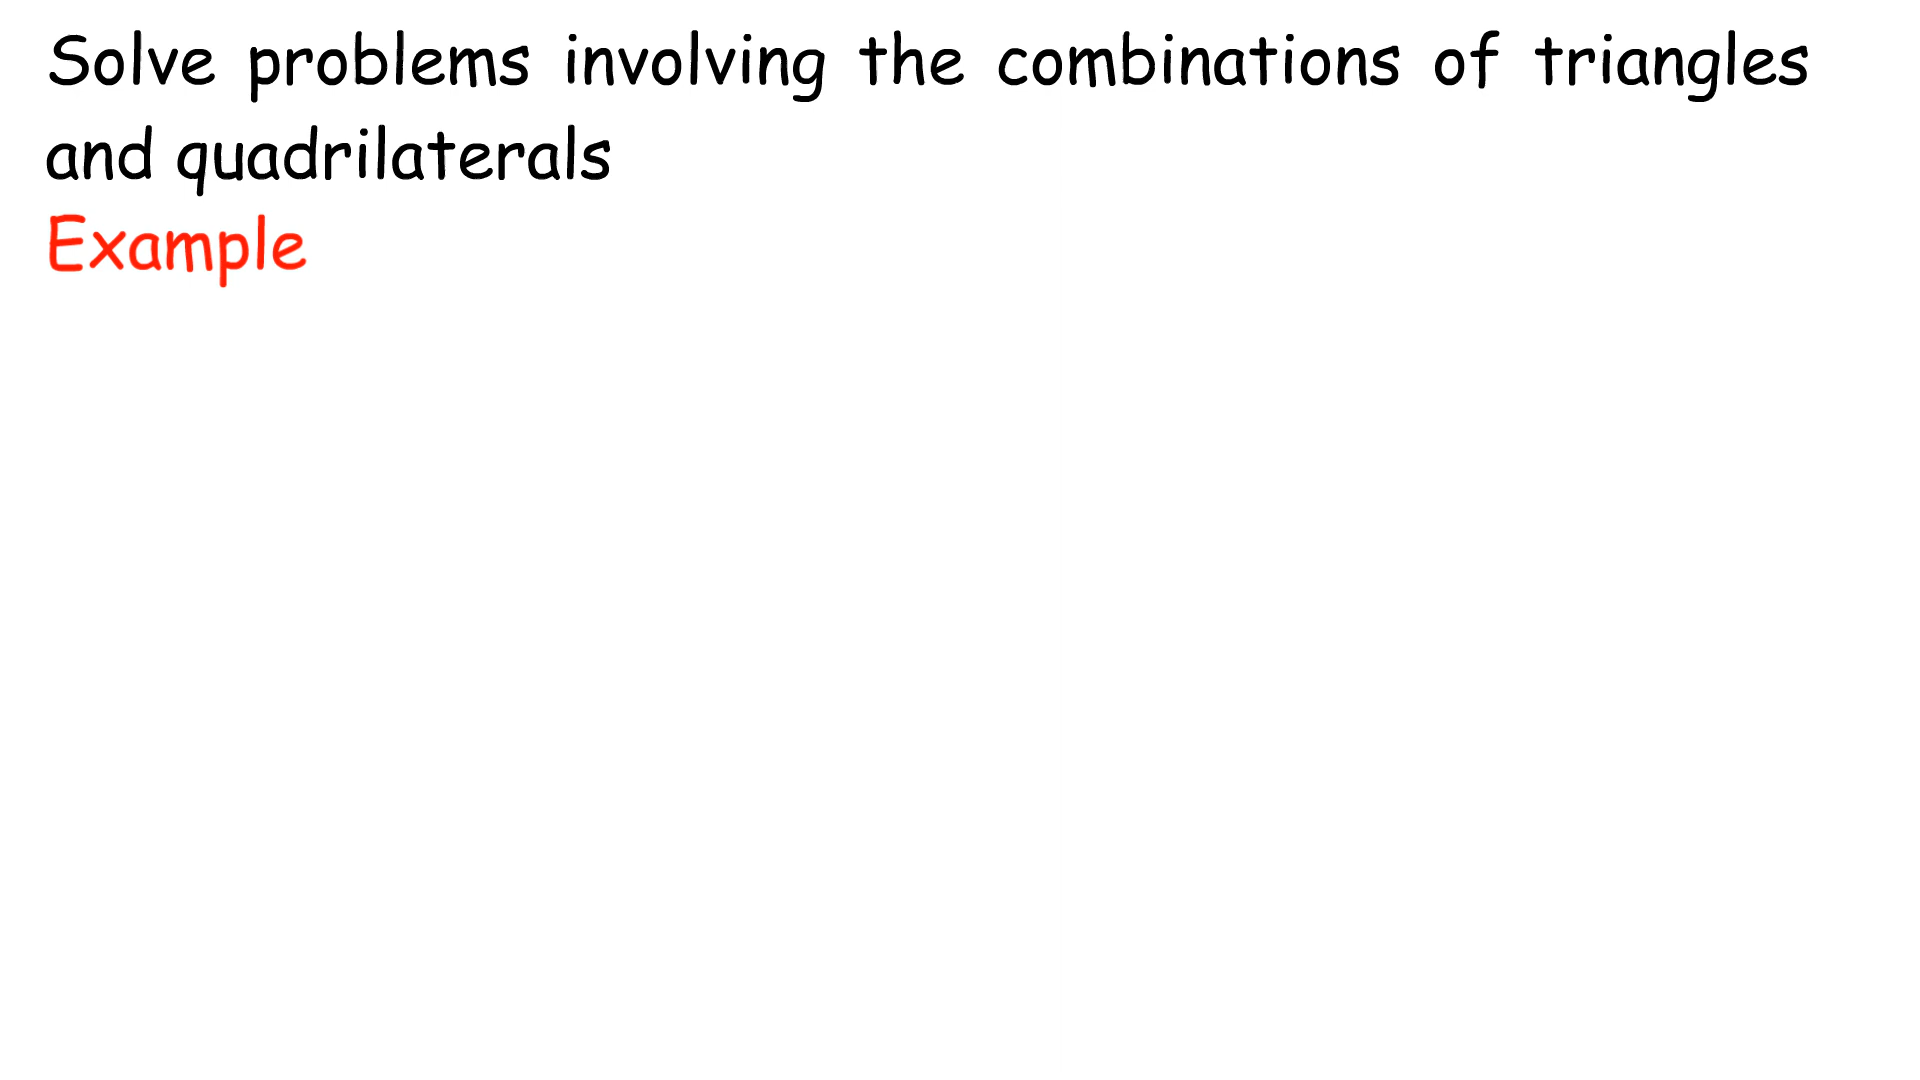 Solve problems involving the combinations of triangles
and quadrilaterals
Example